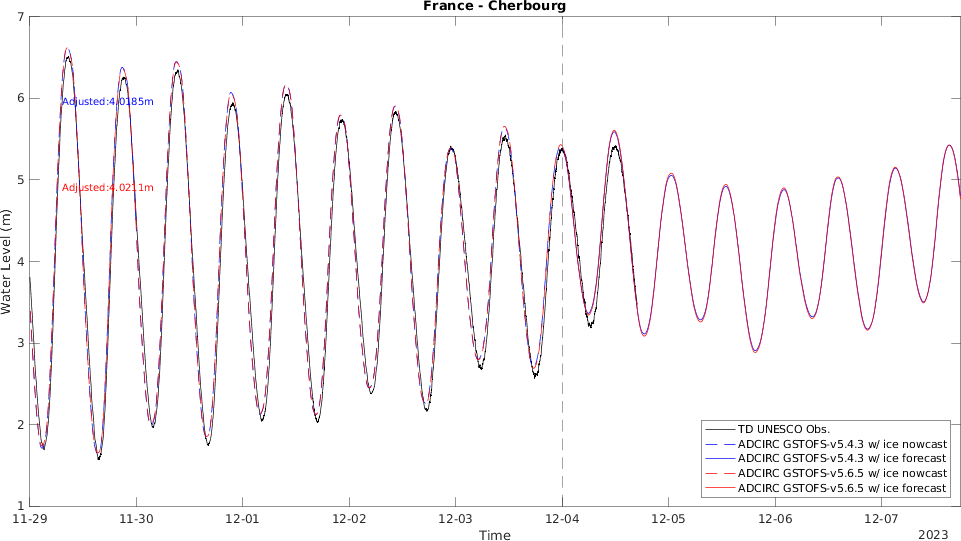 France - Cherbourg
7
6
5
4
3
2
1
Water Level (m)
Adjusted:4.0185m
Adjusted:4.0211m
TD UNESCO Obs.
ADCIRC GSTOFS-v5.4.3 w/ ice nowcast
ADCIRC GSTOFS-v5.4.3 w/ ice forecast
ADCIRC GSTOFS-v5.6.5 w/ ice nowcast
ADCIRC GSTOFS-v5.6.5 w/ ice forecast
11-29 11-30 12-01 12-02 12-03 12-04 12-05 12-06 12-07
Time
2023